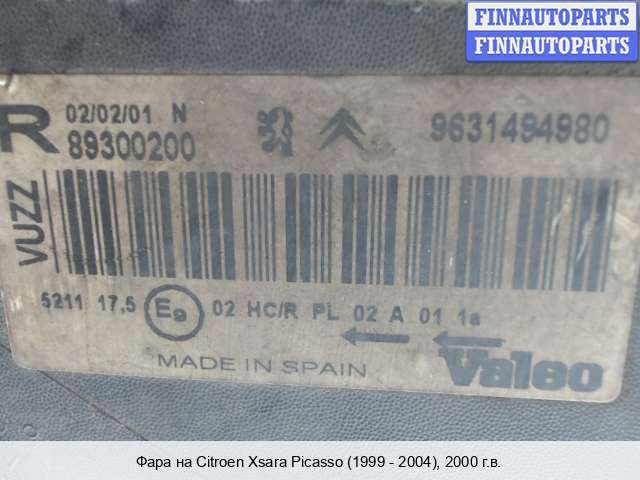 FINNAUTOPARTS
FINNAUTOPARTS
R 02/02/01 N
89300200
9631494980
VUZZ
5211 17,5 E9 02 HC/R PL 02 A 01 1a
MADE IN SPAIN
Valeo
Фара на Citroen Xsara Picasso (1999 - 2004), 2000 г.в.